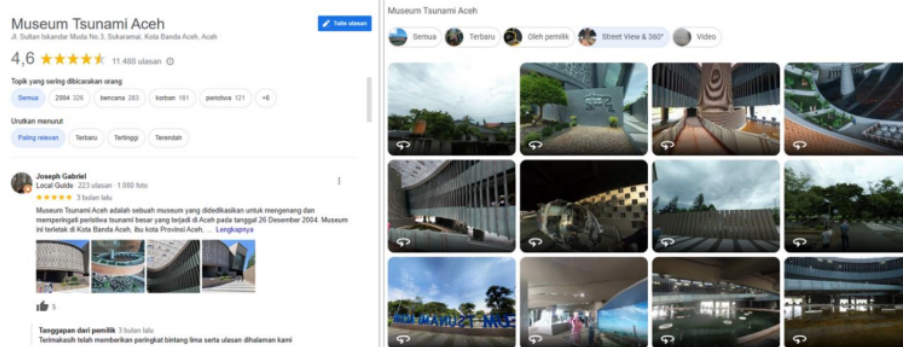 Museum Tsunami Aceh
Jl. Sultan Iskandar Muda No.3, Sukaramai, Kota Banda Aceh, Aceh
Tulis ulasan
4,6 11.488 ulasan
Topik yang sering dibicarakan orang
Semua 2004 326 bencana 283 korban 181 peristiwa 121 +6
Urutkan menurut
Paling relevan Terbaru Tertinggi Terendah
Joseph Gabriel
Local Guide · 223 ulasan · 1.080 foto
3 bulan lalu
Museum Tsunami Aceh adalah sebuah museum yang didedikasikan untuk mengenang dan
memperingati peristiwa tsunami besar yang terjadi di Aceh pada tanggal 26 Desember 2004. Museum
ini terletak di Kota Banda Aceh, ibu kota Provinsi Aceh, ... Lengkapnya
5
Tanggapan dari pemilik 3 bulan lalu
Terimakasih telah memberikan peringkat bintang lima serta ulasan dihalaman kami
Museum Tsunami Aceh
Semua Terbaru Oleh pemilik Street View & 360° Video